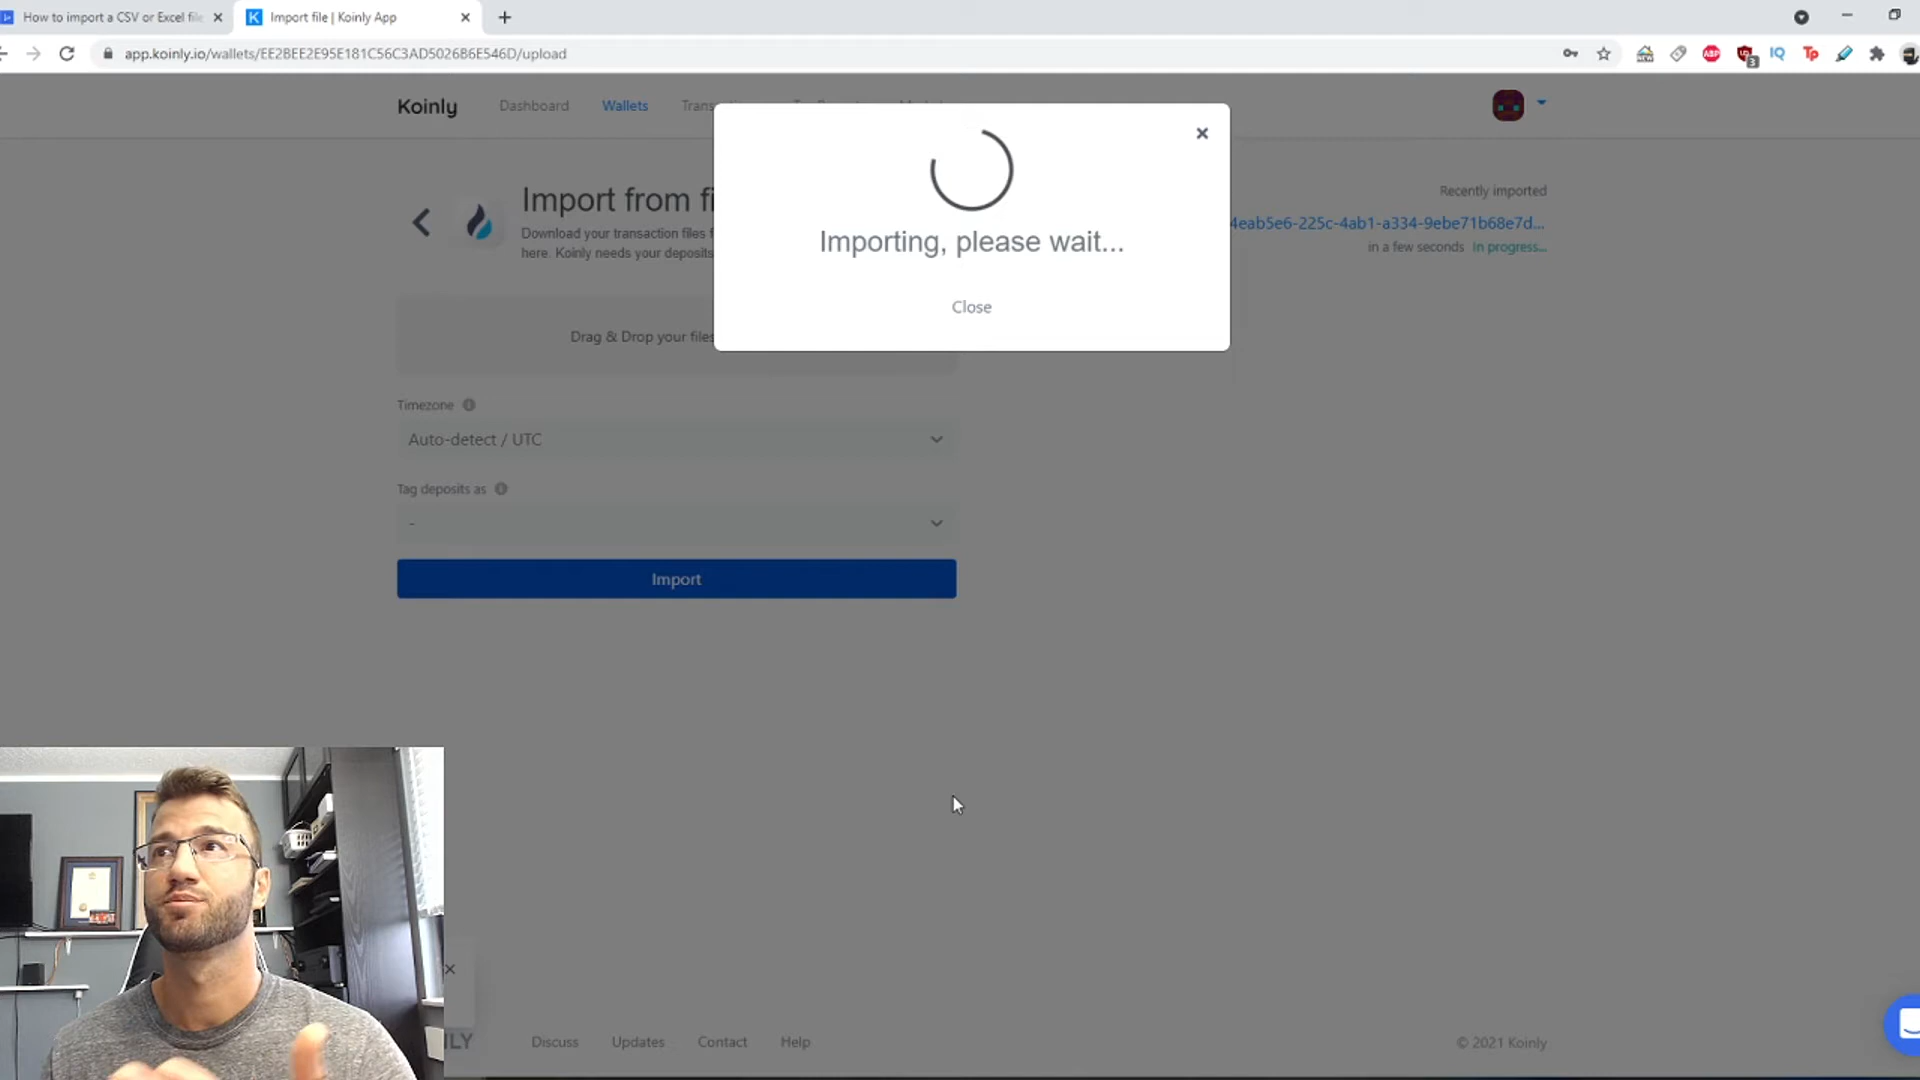 How to import a CSV or Excel file
Import file | Koinly App
app.koinly.io/wallets/EE2BEE2E95E181C56C3AD5026B6E546D/upload
Koinly
Dashboard
Wallets
Import from fi
Download your transaction files f
here. Koinly needs your deposits
Importing, please wait...
Close
Recently imported
4eab5e6-225c-4ab1-a334-9ebe71b68e7d...
in a few seconds In progress...
Drag & Drop your files
Timezone
Auto-detect / UTC
Tag deposits as
-
Import
Discuss
Updates
Contact
Help
© 2021 Koinly